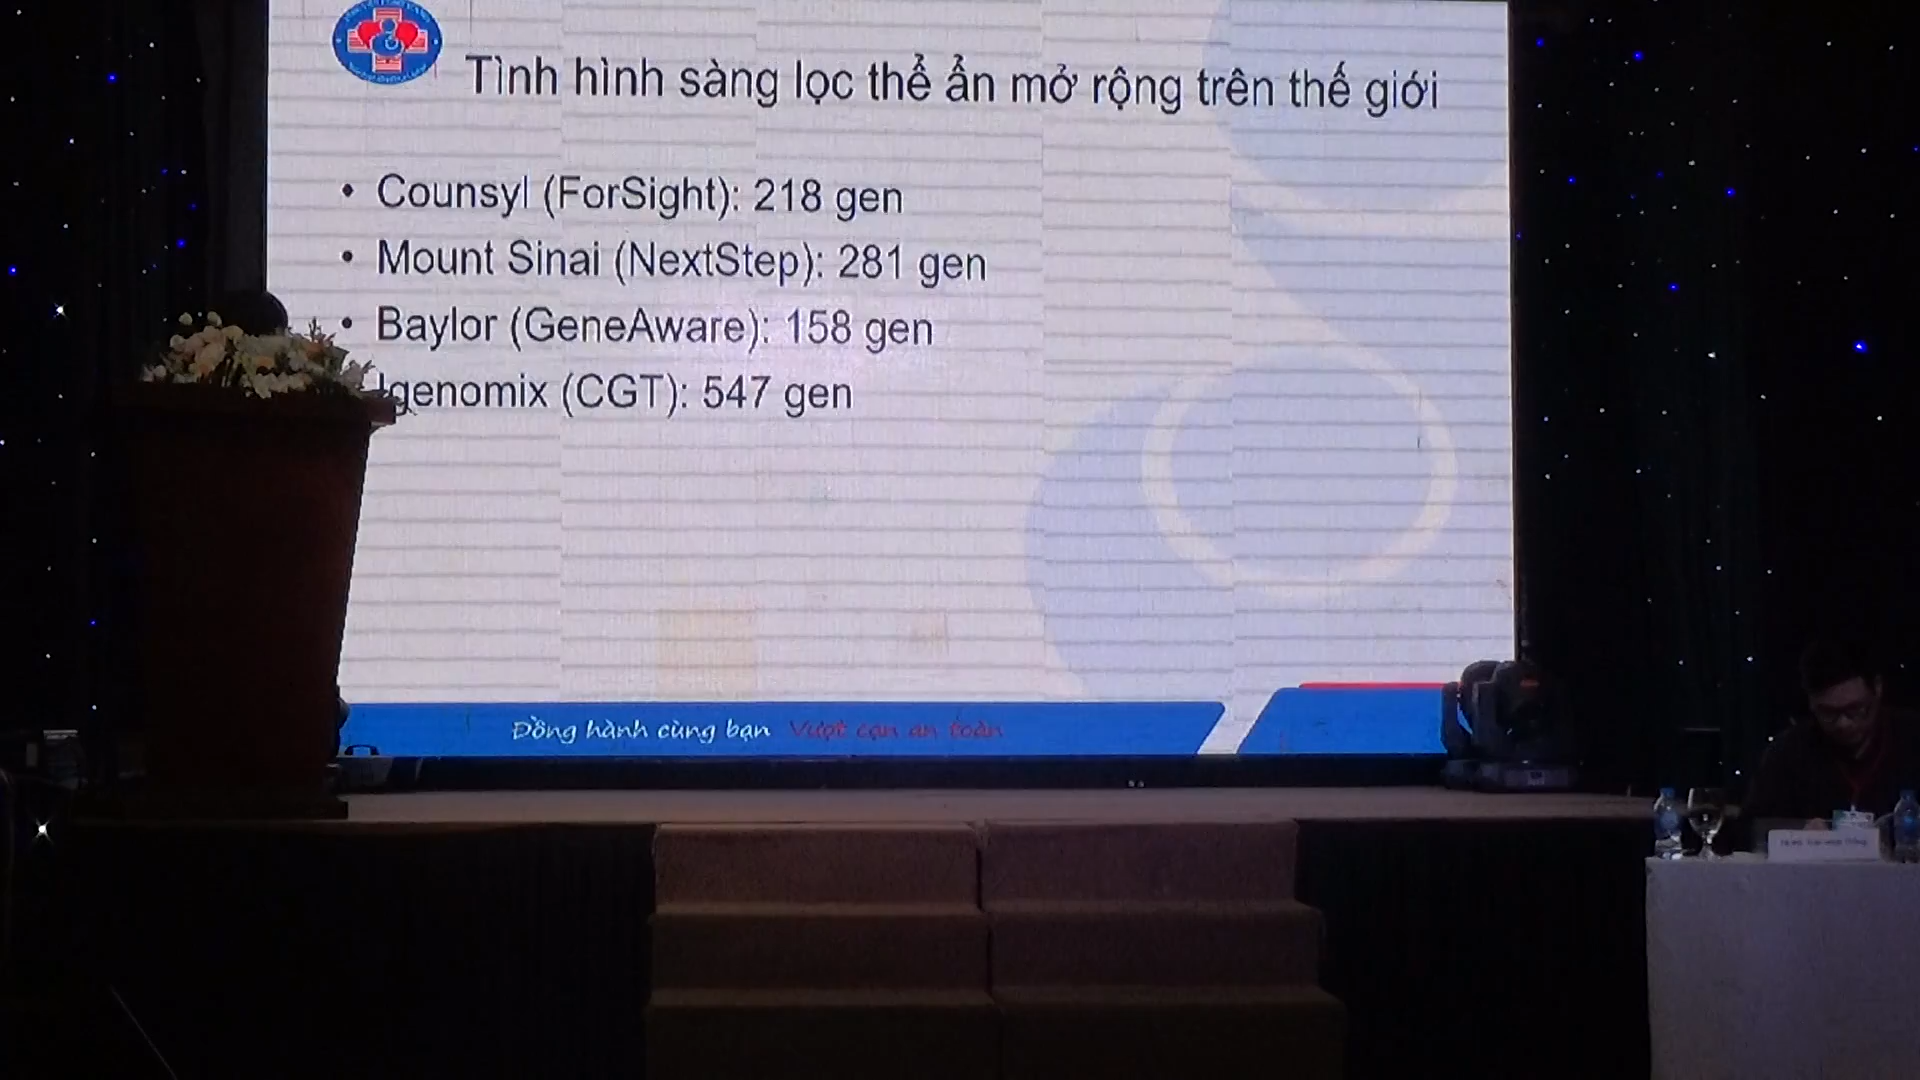 Tình hình sàng lọc thể ẩn mở rộng trên thế giới
• Counsyl (ForSight): 218 gen
• Mount Sinai (NextStep): 281 gen
• Baylor (GeneAware): 158 gen
Igenomix (CGT): 547 gen
Đồng hành cùng bạn Vượt cạn an toàn